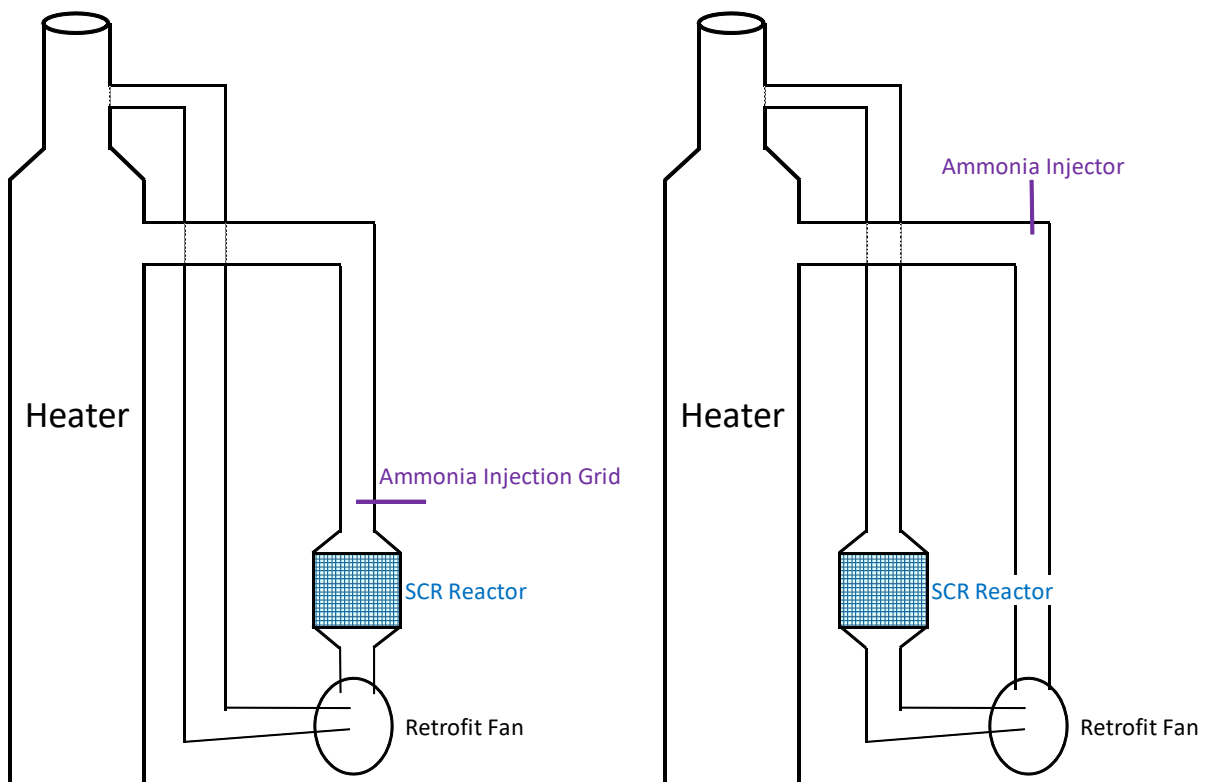 Ammonia Injector
Heater
Heater
Ammonia Injection Grid
SCR Reactor
SCR Reactor
Retrofit Fan
Retrofit Fan